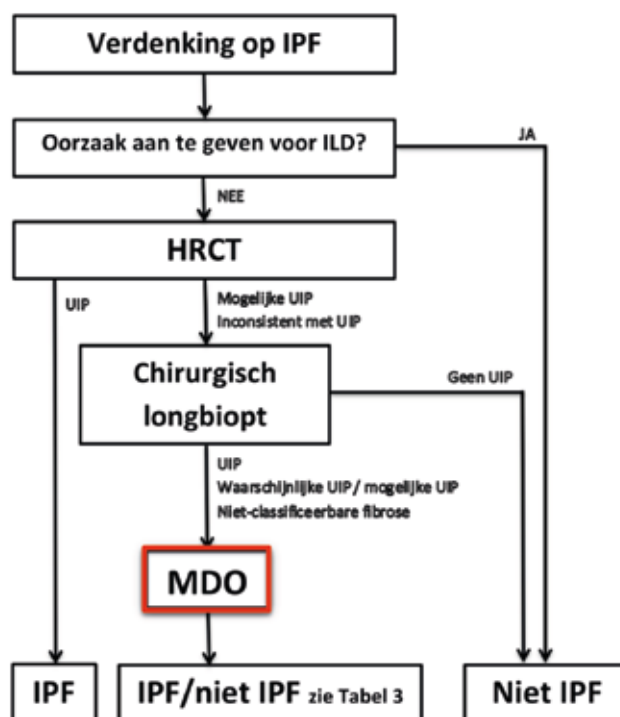 Verdenking op IPF
Oorzaak aan te geven voor ILD?
JA
NEE
HRCT
UIP
Mogelijke UIP
Inconsistent met UIP
Chirurgisch
longbiopt
Geen UIP
UIP
Waarschijnlijke UIP/ mogelijke UIP
Niet-classificeerbare fibrose
MDO
IPF
IPF/niet IPF zie Tabel 3
Niet IPF